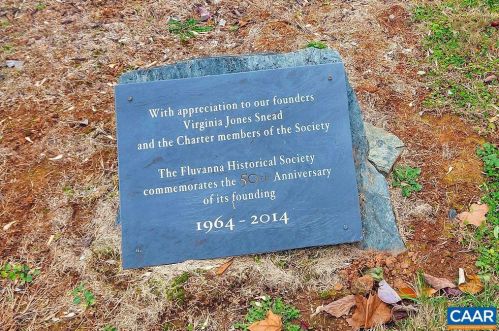 With appreciation to our founders
Virginia Jones Snead
and the Charter members of the Society
The Fluvanna Historical Society
commemorates the 50th Anniversary
of its founding
1964 - 2014
CAAR